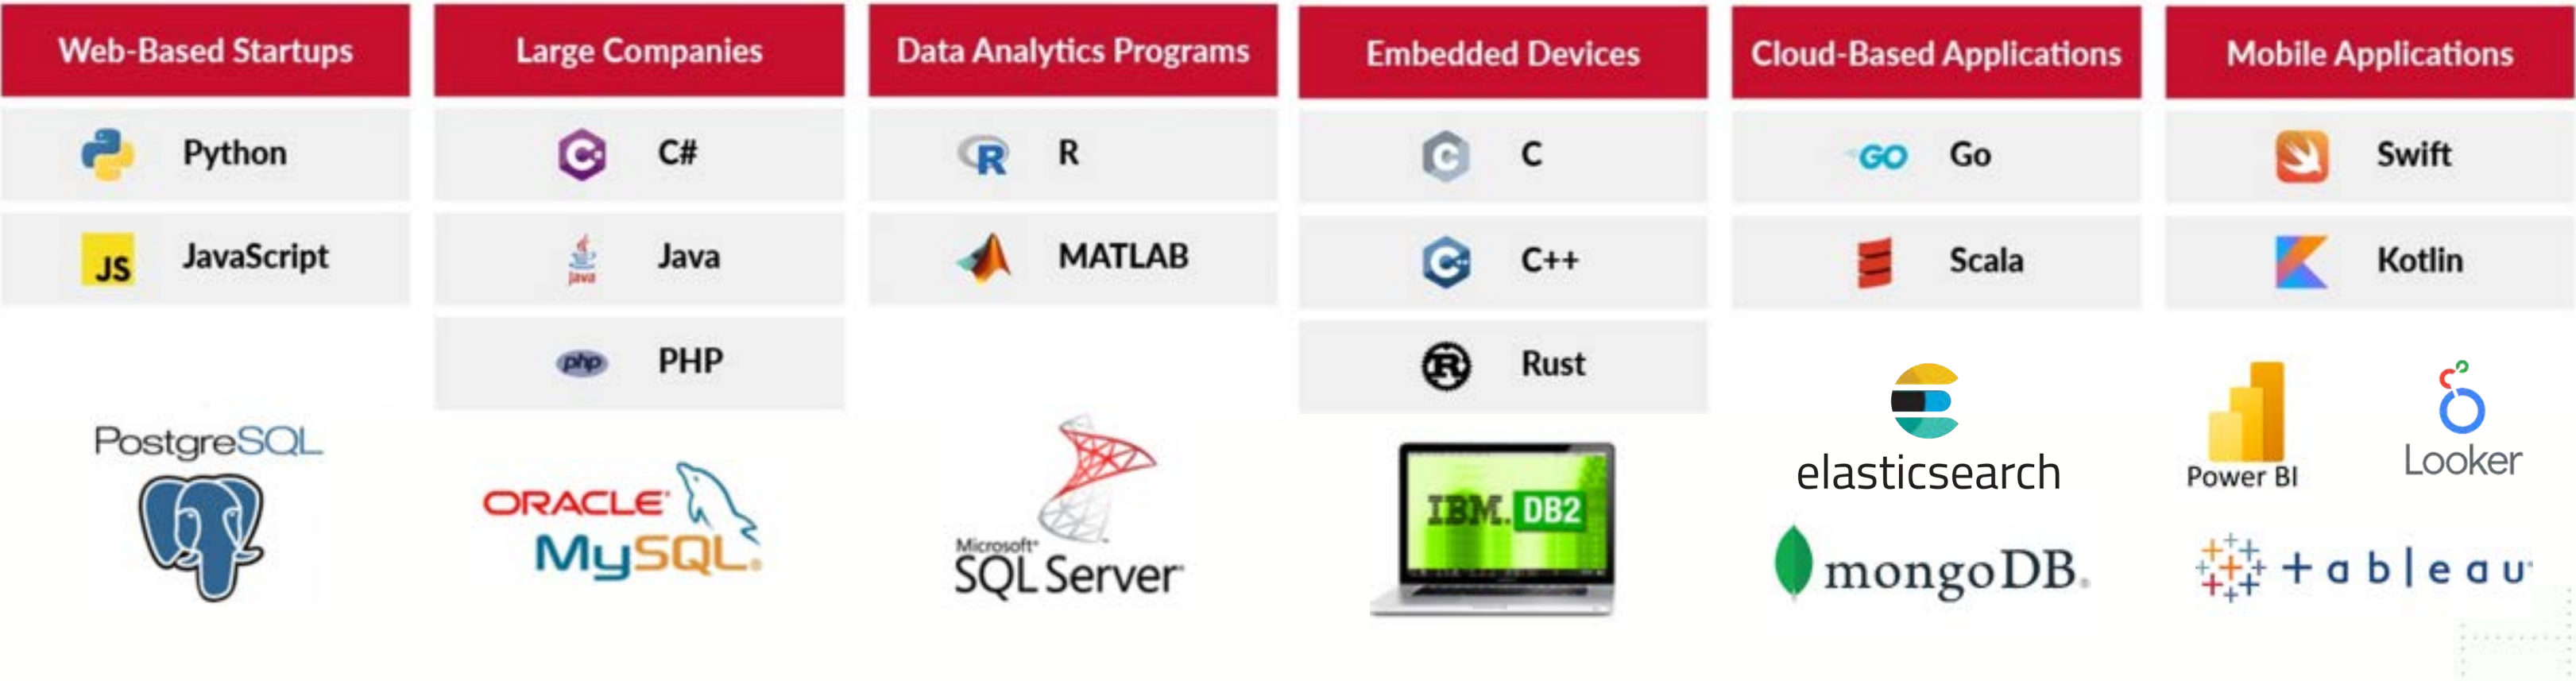 Web-Based Startups
Python
JS
JavaScript
Large Companies
C
C#
Java
Java
php
PHP
Data Analytics Programs
R
R
MATLAB
Embedded Devices
C
C
C++
C++
R
Rust
Cloud-Based Applications
GO
Go
Scala
Mobile Applications
Swift
Kotlin
PostgreSQL
ORACLE
MySQL
Microsoft
SQL Server
IBM. DB2
elasticsearch
mongoDB
Power BI
Looker
+ableau